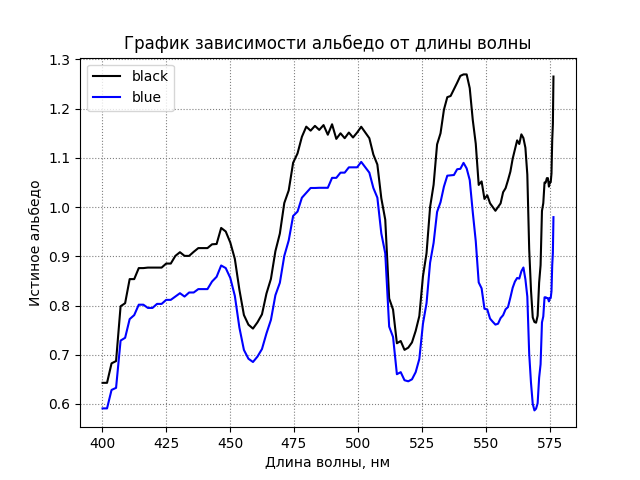 График зависимости альбедо от длины волны
1.3
1.2
1.1
1.0
0.9
0.8
0.7
0.6
black
blue
Истиное альбедо
400 425 450 475 500 525 550 575
Длина волны, нм